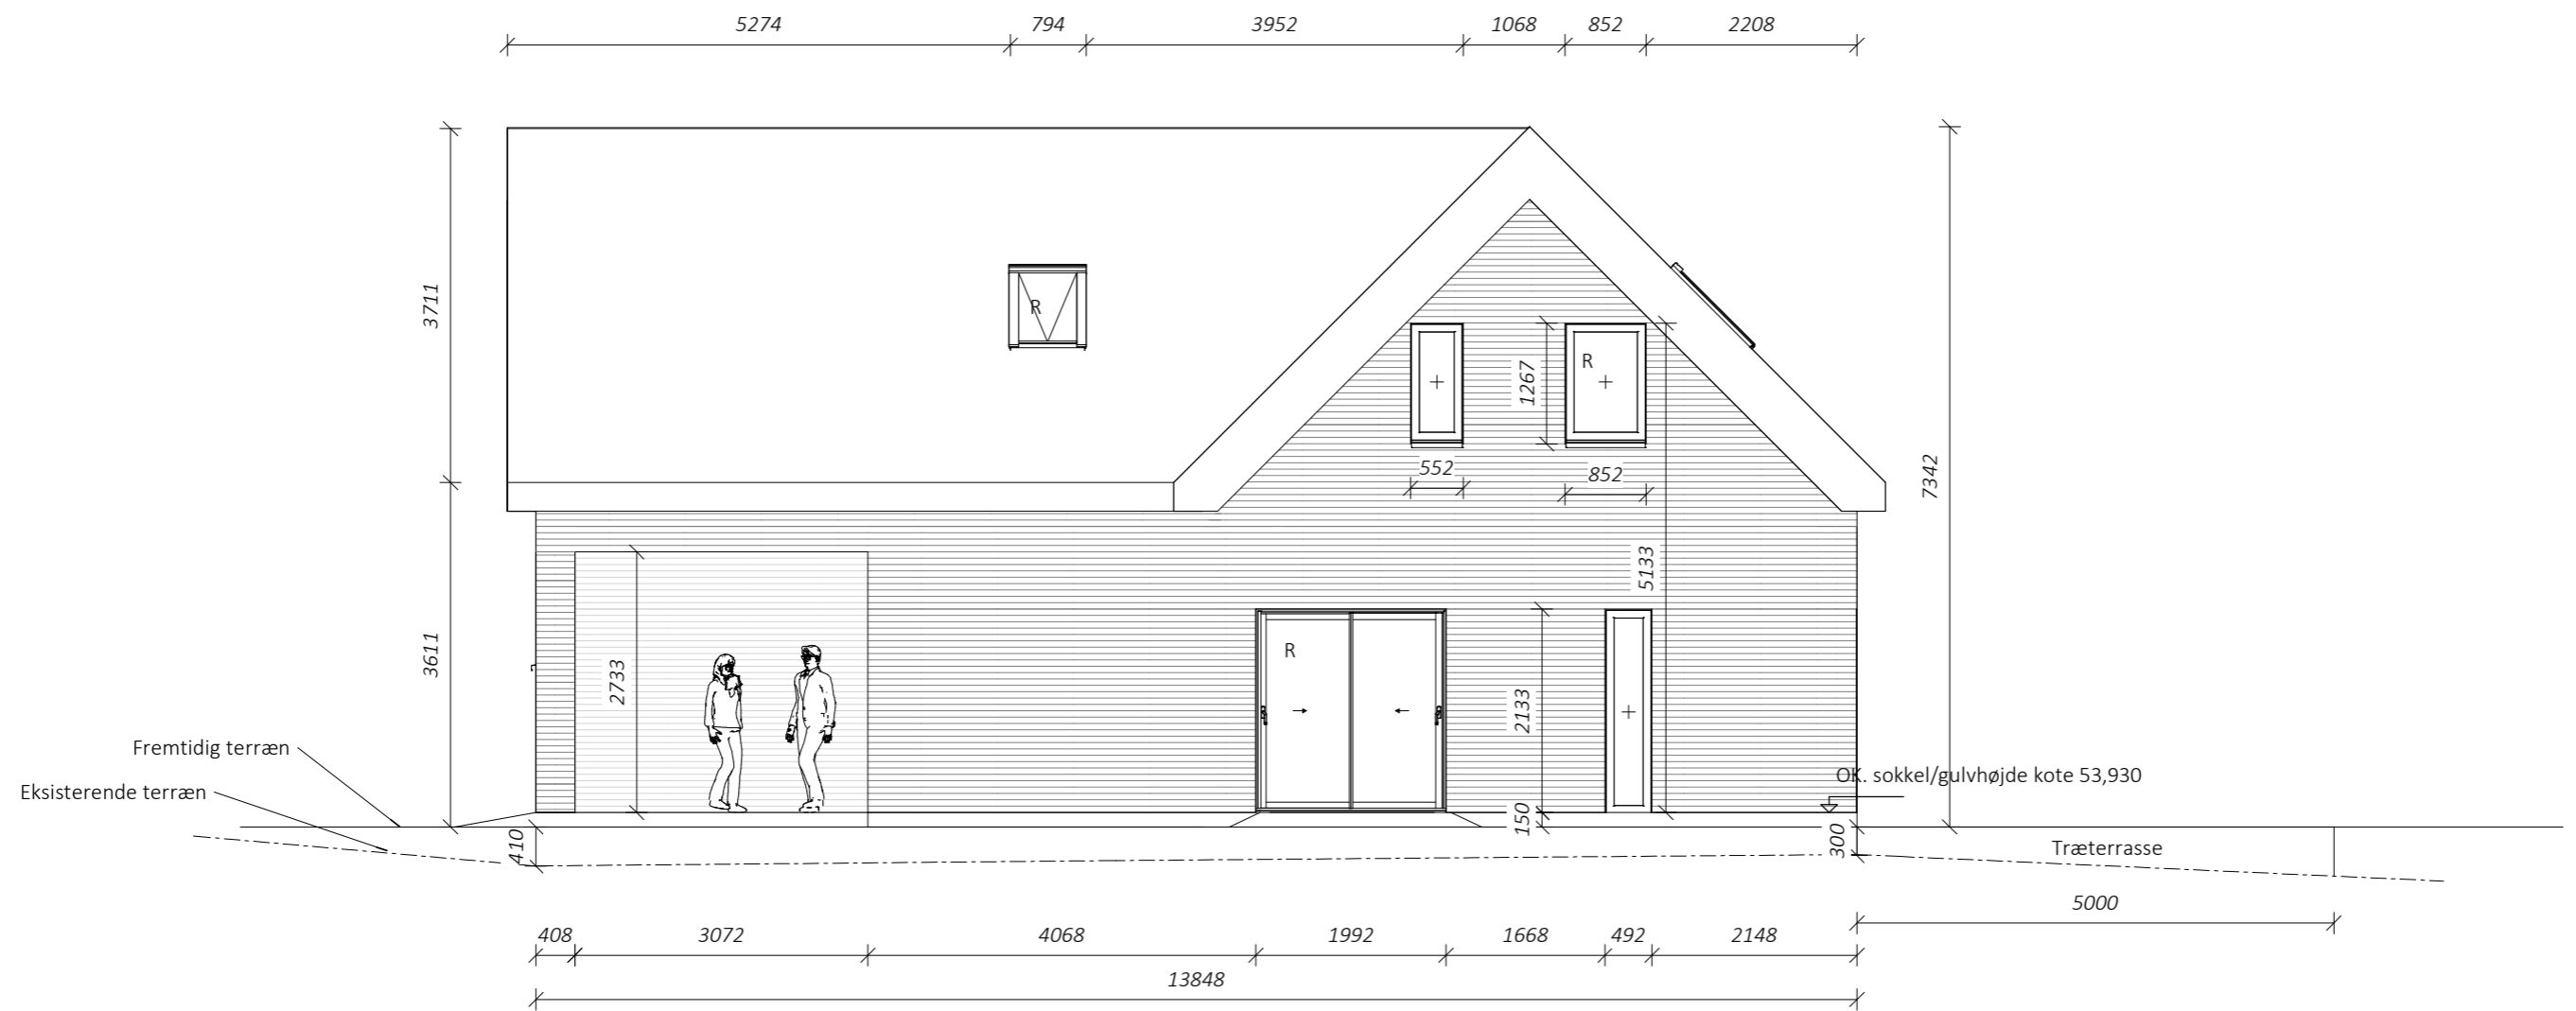 5274 794 3952 1068 852 2208
3711
R
R
1267
552
852
7342
5133
3611
2733
R
2133
Fremtidig terræn
Eksisterende terræn
OK. sokkel/gulvhøjde kote 53,930
150
410
300
Træterrasse
5000
408 3072 4068 1992 1668 492 2148
13848